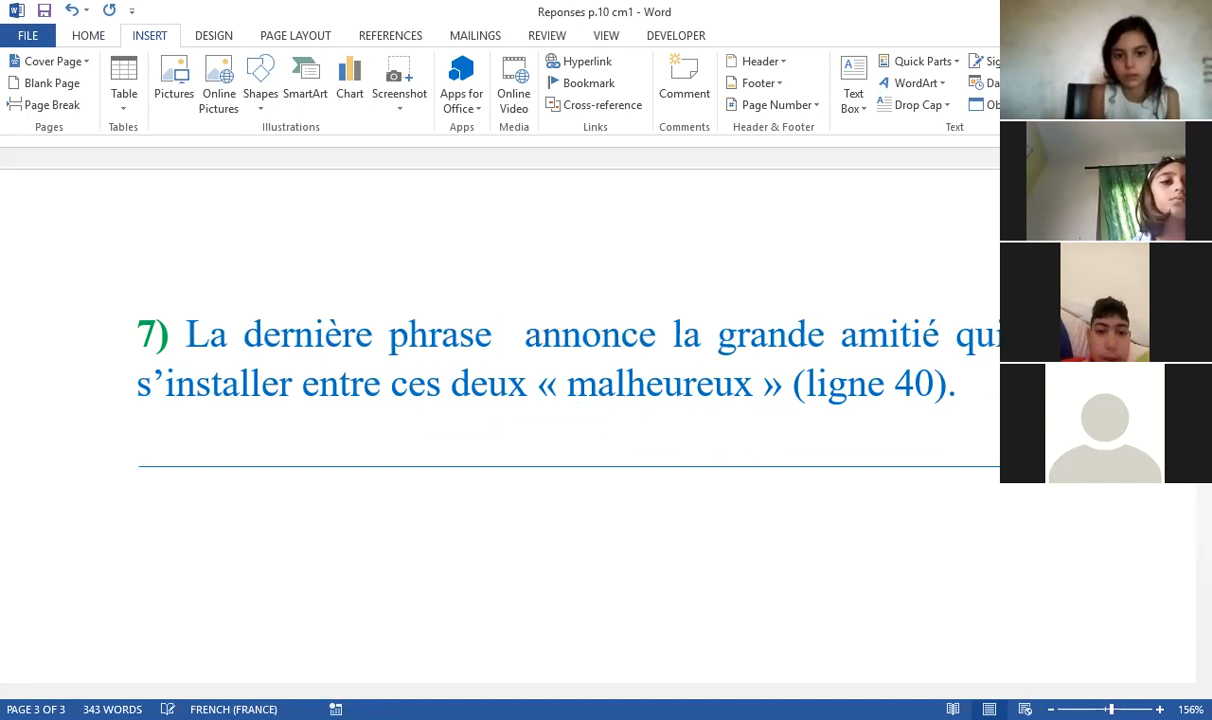 Reponses p.10 cm1 - Word
FILE HOME INSERT DESIGN PAGE LAYOUT REFERENCES MAILINGS REVIEW VIEW DEVELOPER
Cover Page
Blank Page
Page Break
Pages
Table
Tables
Pictures
Online Pictures
Shapes
SmartArt
Chart
Screenshot
Illustrations
Apps for Office
Apps
Online Video
Media
Hyperlink
Bookmark
Cross-reference
Links
Comment
Comments
Header
Footer
Page Number
Header & Footer
Text Box
Quick Parts
WordArt
Drop Cap
Text
7) La dernière phrase annonce la grande amitié qui
s’installer entre ces deux « malheureux » (ligne 40).
PAGE 3 OF 3 343 WORDS FRENCH (FRANCE) 156%